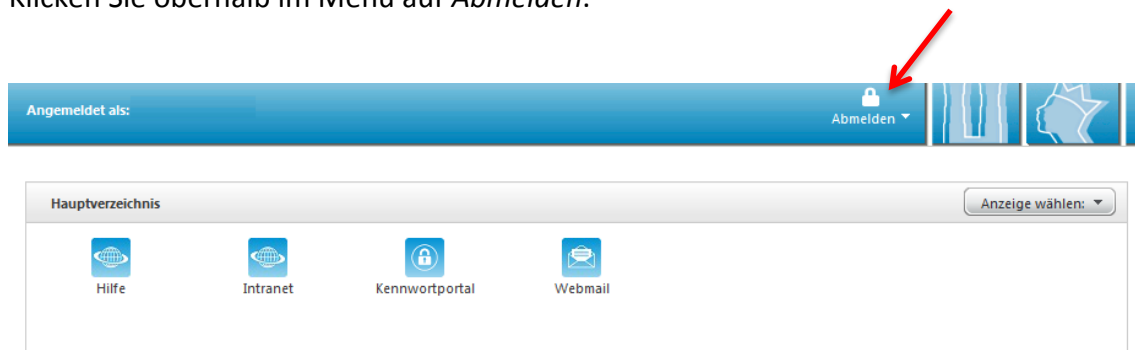 Klicken Sie oberhalb im Menü auf Abmelden.
Angemeldet als:
Abmelden
Hauptverzeichnis
Anzeige wählen:
Hilfe Intranet Kennwortportal Webmail